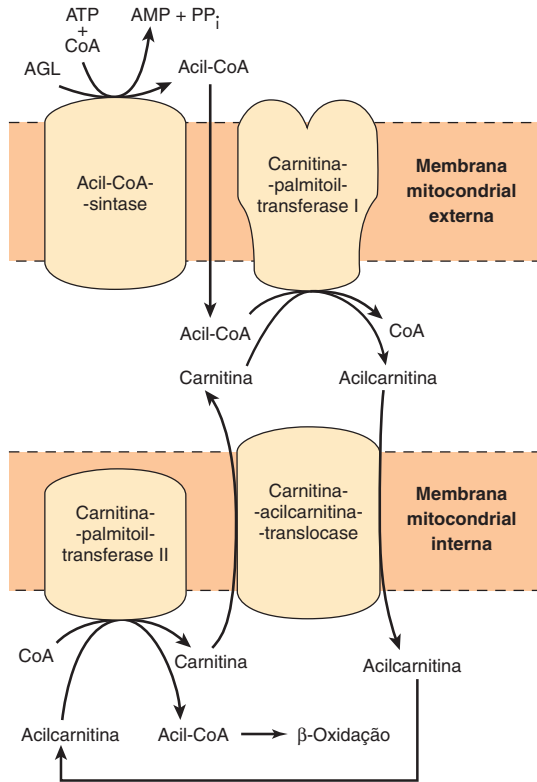 ATP
+
CoA
AMP + PPi
AGL
Acil-CoA
Acil-CoA-
-sintase
Carnitina-
-palmitoil-
transferase I
Membrana
mitocondrial
externa
Acil-CoA
CoA
Carnitina
Acilcarnitina
Carnitina-
-palmitoil-
transferase II
Carnitina-
-acilcarnitina-
-translocase
Membrana
mitocondrial
interna
CoA
Carnitina
Acilcarnitina
Acilcarnitina
Acil-CoA
β-Oxidação